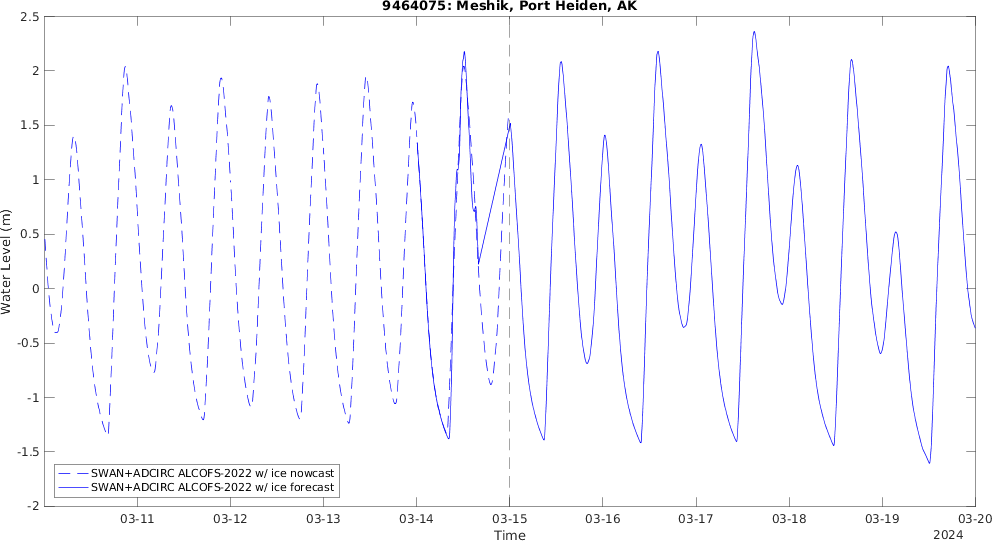 9464075: Meshik, Port Heiden, AK
Water Level (m)
2.5
2
1.5
1
0.5
0
-0.5
-1
-1.5
-2
SWAN+ADCIRC ALCOFS-2022 w/ ice nowcast
SWAN+ADCIRC ALCOFS-2022 w/ ice forecast
03-11 03-12 03-13 03-14 03-15 03-16 03-17 03-18 03-19 03-20
Time
2024